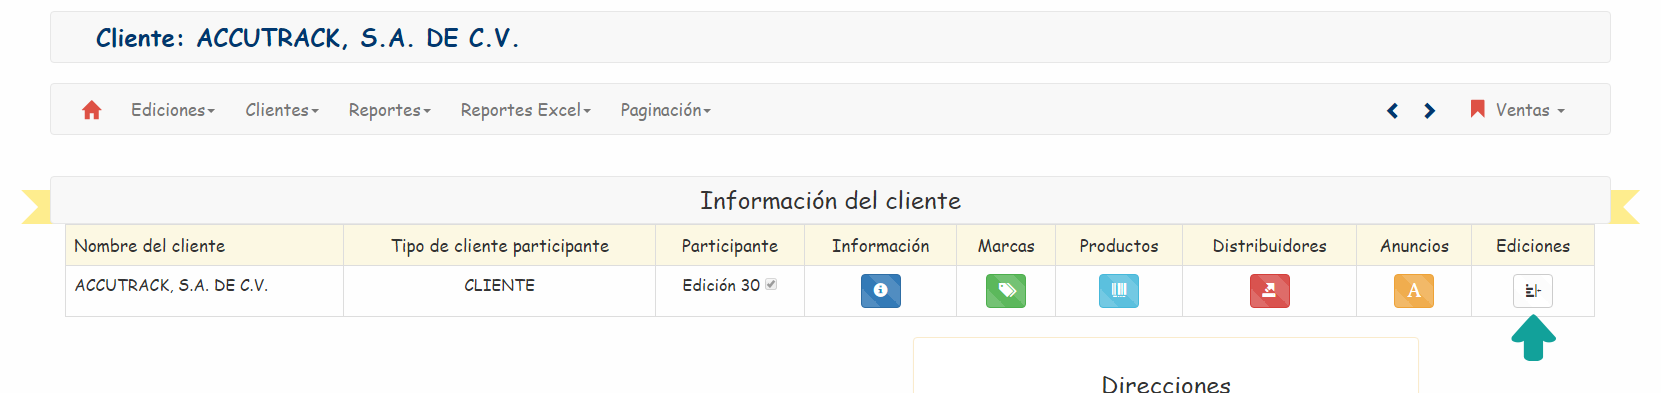 Cliente: ACCUTRACK, S.A. DE C.V.
Ediciones Clientes Reportes Reportes Excel Paginación Ventas
Información del cliente
Nombre del cliente Tipo de cliente participante Participante Información Marcas Productos Distribuidores Anuncios Ediciones
ACCUTRACK, S.A. DE C.V. CLIENTE Edición 30 A
Direcciones